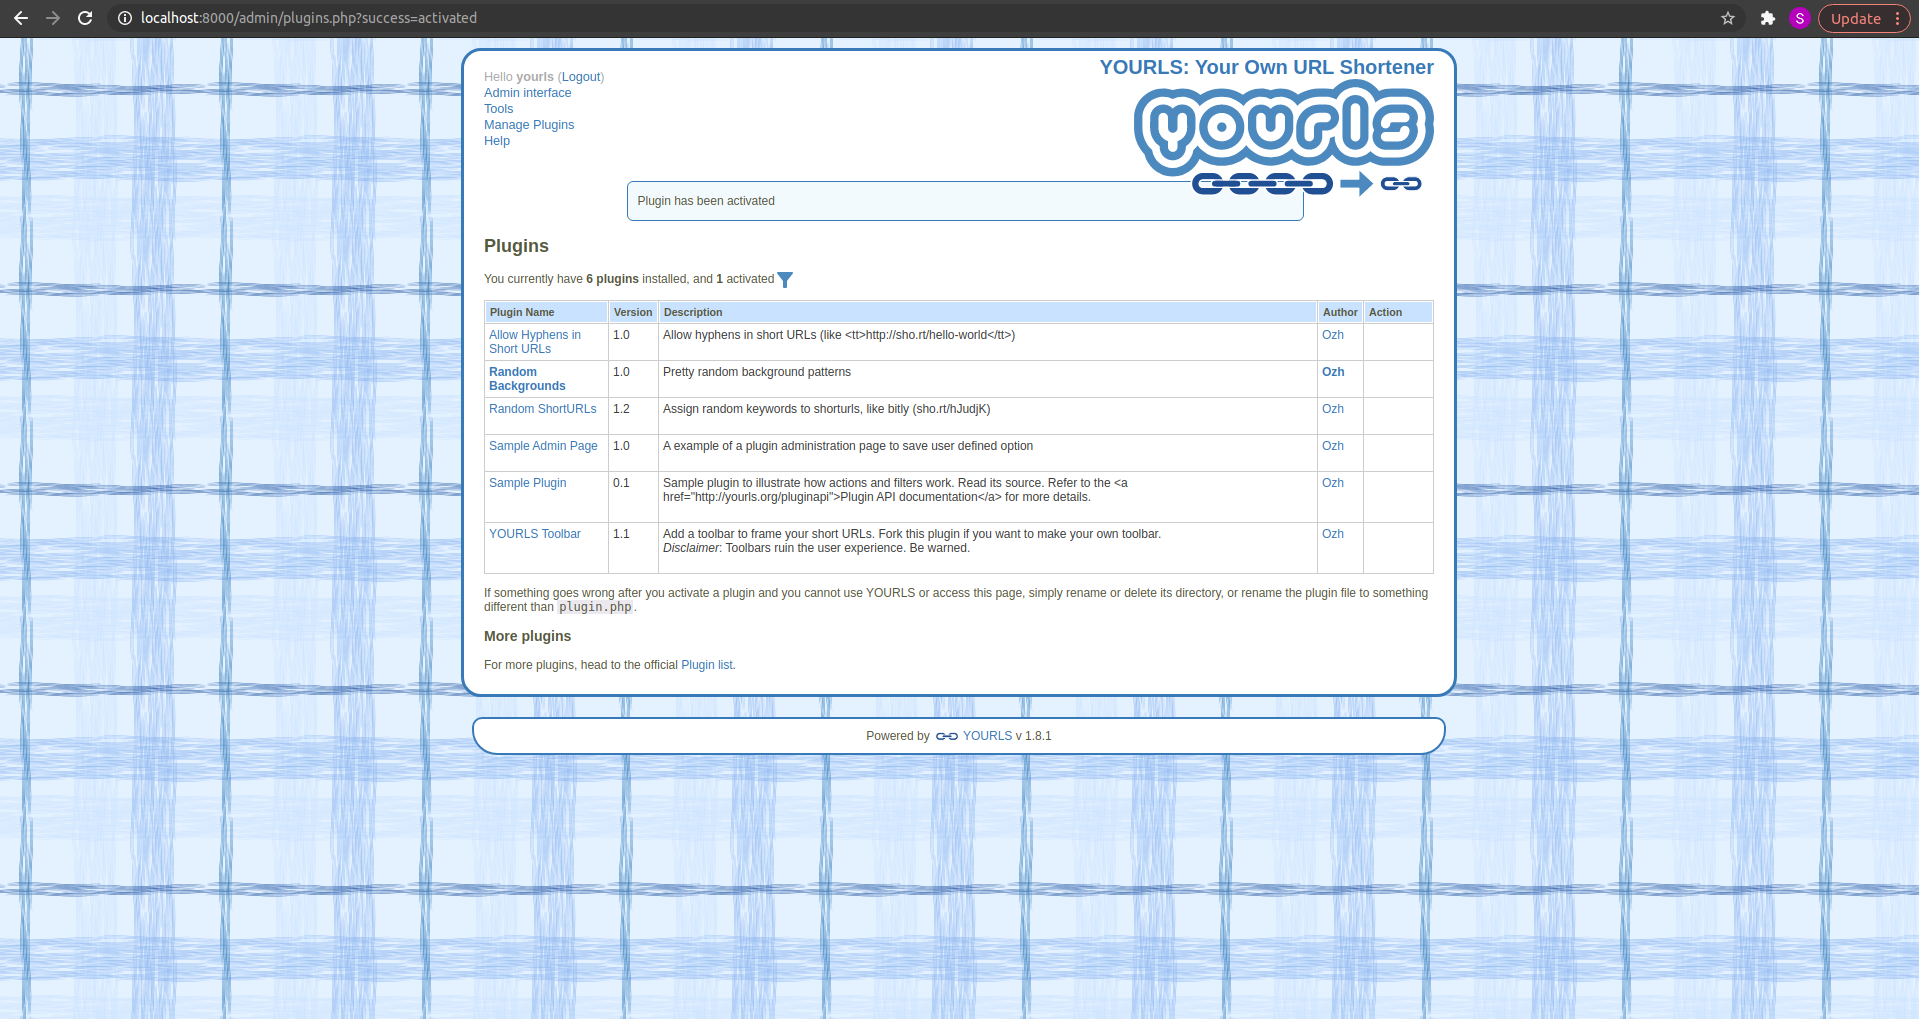 localhost:8000/admin/plugins.php?success=activated
S
Update
Hello yourls (Logout)
Admin interface
Tools
Manage Plugins
Help
YOURLS: Your Own URL Shortener
yourls
Plugin has been activated
Plugins
You currently have 6 plugins installed, and 1 activated
Plugin Name Version Description Author Action
Allow Hyphens in Short URLs 1.0 Allow hyphens in short URLs (like <tt>http://sho.rt/hello-world</tt>) Ozh
Random Backgrounds 1.0 Pretty random background patterns Ozh
Random ShortURLs 1.2 Assign random keywords to shorturls, like bitly (sho.rt/hJudjK) Ozh
Sample Admin Page 1.0 A example of a plugin administration page to save user defined option Ozh
Sample Plugin 0.1 Sample plugin to illustrate how actions and filters work. Read its source. Refer to the <a
href="http://yourls.org/pluginapi">Plugin API documentation</a> for more details. Ozh
YOURLS Toolbar 1.1 Add a toolbar to frame your short URLs. Fork this plugin if you want to make your own toolbar.
Disclaimer: Toolbars ruin the user experience. Be warned. Ozh
If something goes wrong after you activate a plugin and you cannot use YOURLS or access this page, simply rename or delete its directory, or rename the plugin file to something
different than plugin.php.
More plugins
For more plugins, head to the official Plugin list.
Powered by YOURLS v 1.8.1